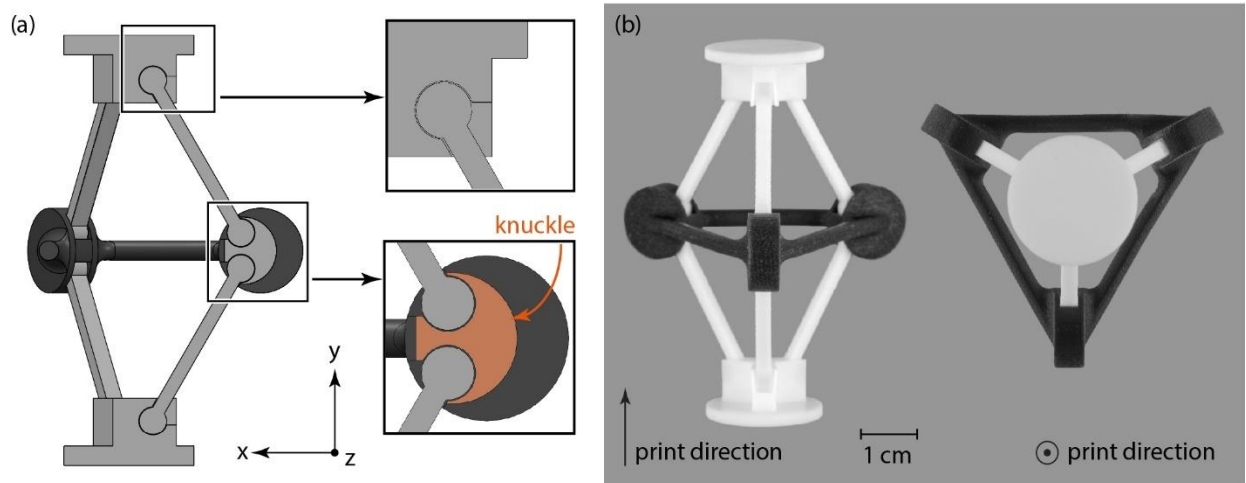 (a)
knuckle
y
x
z
(b)
print direction
1 cm
print direction